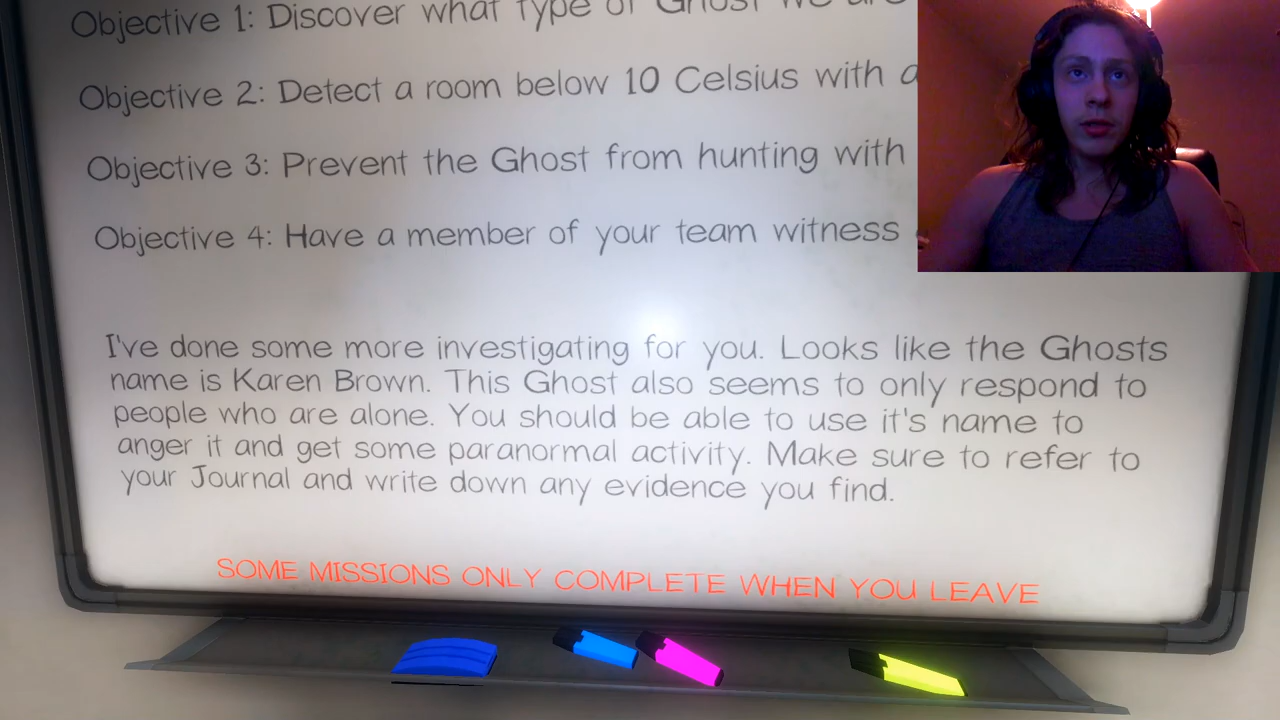 Objective 1: Discover what type of Ghost we are
Objective 2: Detect a room below 10 Celsius with a
Objective 3: Prevent the Ghost from hunting with
Objective 4: Have a member of your team witness
I've done some more investigating for you. Looks like the Ghosts
name is Karen Brown. This Ghost also seems to only respond to
people who are alone. You should be able to use it's name to
anger it and get some paranormal activity. Make sure to refer to
your Journal and write down any evidence you find.
SOME MISSIONS ONLY COMPLETE WHEN YOU LEAVE